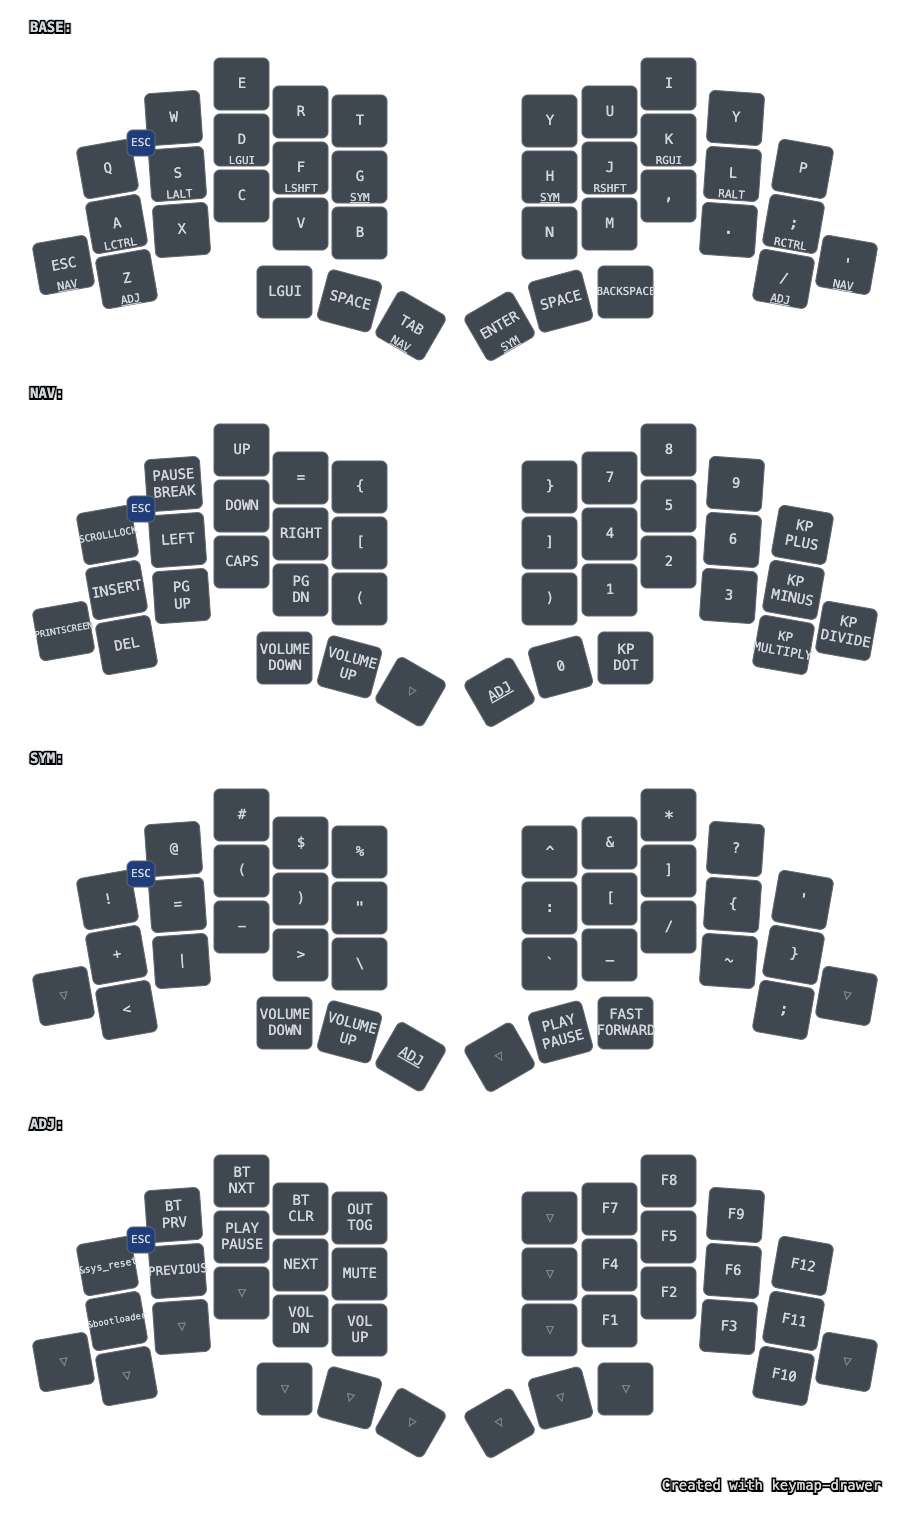 BASE:
E
I
W
R
U
Y
T
Y
ESC
Q
D
LGUI
K
RGUI
P
S
LALT
F
LSHFT
J
RSHFT
L
RALT
G
SYM
H
SYM
A
LCTRL
C
,
;
RCTRL
X
V
M
.
B
N
ESC
NAV
Z
ADJ
/
ADJ
'
NAV
LGUI
SPACE
TAB
NAV
ENTER
SYM
SPACE
BACKSPACE
NAV:
UP
8
PAUSE
BREAK
=
7
9
{
}
ESC
SCROLLLOCK
DOWN
5
KP
PLUS
LEFT
RIGHT
4
6
[
]
INSERT
CAPS
2
KP
MINUS
PG
UP
PG
DN
1
3
(
)
PRINTSCREEN
DEL
KP
MULTIPLY
KP
DIVIDE
VOLUME
DOWN
VOLUME
UP
▷
ADJ
0
KP
DOT
SYM:
#
*
@
$
&
?
%
^
ESC
!
(
]
'
=
)
[
{
"
:
+
-
/
}
|
>
_
~
\
`
▽
<
;
▽
VOLUME
DOWN
VOLUME
UP
ADJ
◁
PLAY
PAUSE
FAST
FORWARD
ADJ:
BT
NXT
F8
BT
PRV
BT
CLR
F7
F9
OUT
TOG
▽
ESC
&sys_reset
PLAY
PAUSE
F5
F12
PREVIOUS
NEXT
F4
F6
MUTE
▽
&bootloader
▽
F2
F11
▽
VOL
DN
F1
F3
VOL
UP
▽
▽
▽
F10
▽
▽
▽
▷
◁
▽
▽
Created with keymap-drawer